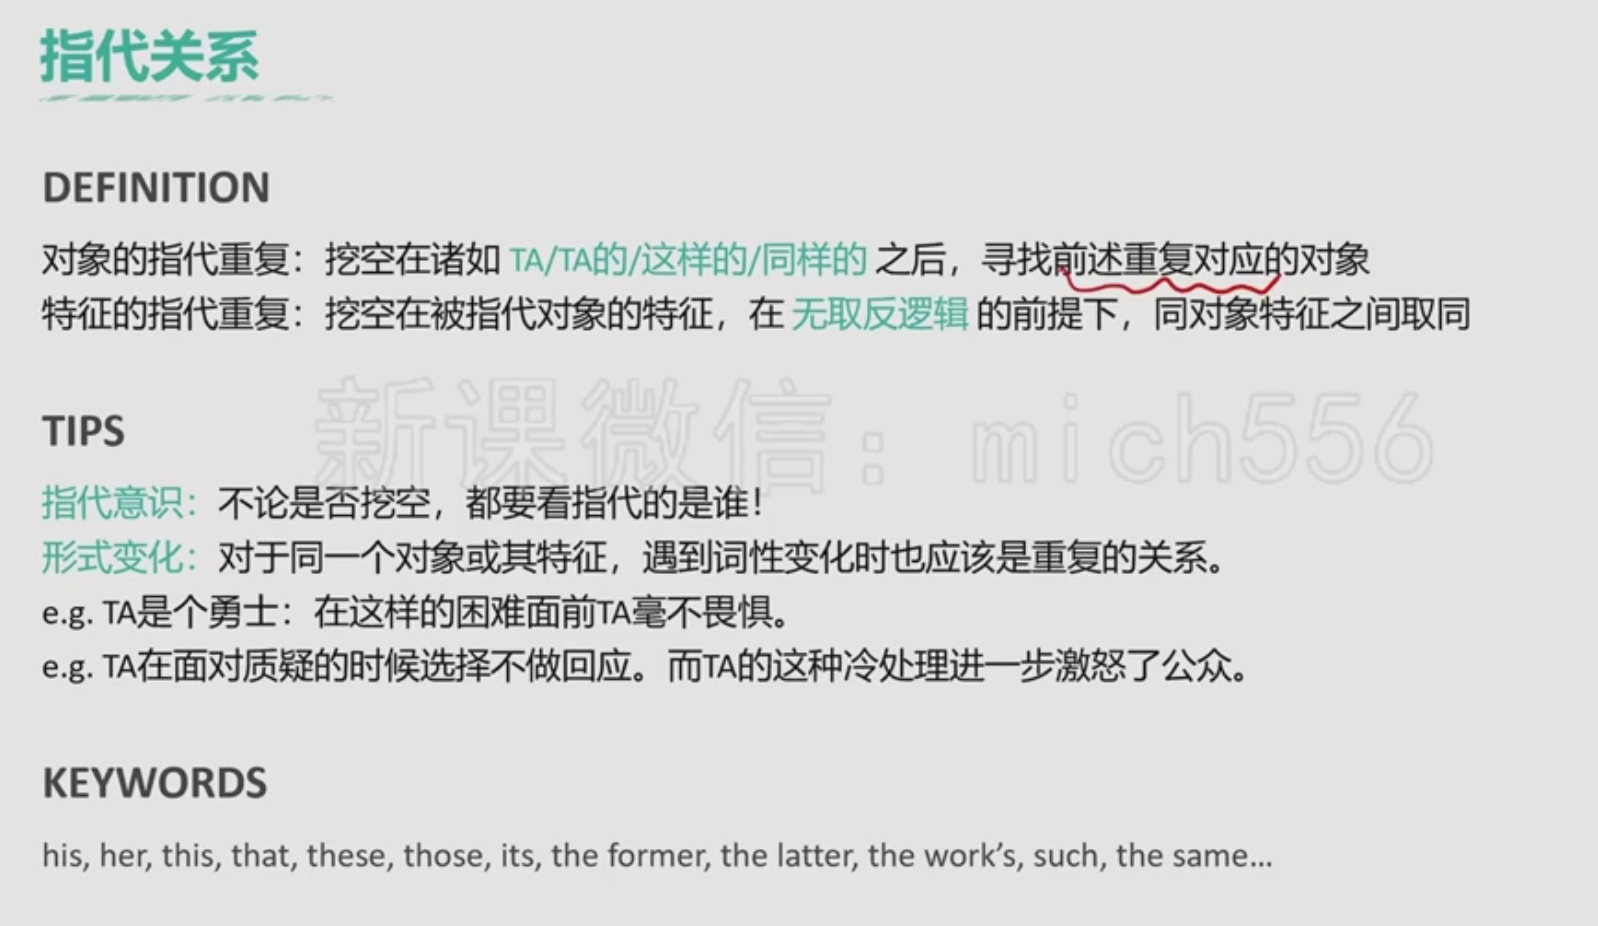 指代关系
DEFINITION
对象的指代重复：挖空在诸如 TA/TA的/这样的/同样的 之后，寻找前述重复对应的对象
特征的指代重复：挖空在被指代对象的特征，在 无取反逻辑 的前提下，同对象特征之间取同
新课微信：mich556
TIPS
指代意识：不论是否挖空，都要看指代的是谁！
形式变化：对于同一个对象或其特征，遇到词性变化时也应该是重复的关系。
e.g. TA是个勇士：在这样的困难面前TA毫不畏惧。
e.g. TA在面对质疑的时候选择不做回应。而TA的这种冷处理进一步激怒了公众。
KEYWORDS
his, her, this, that, these, those, its, the former, the latter, the work’s, such, the same...